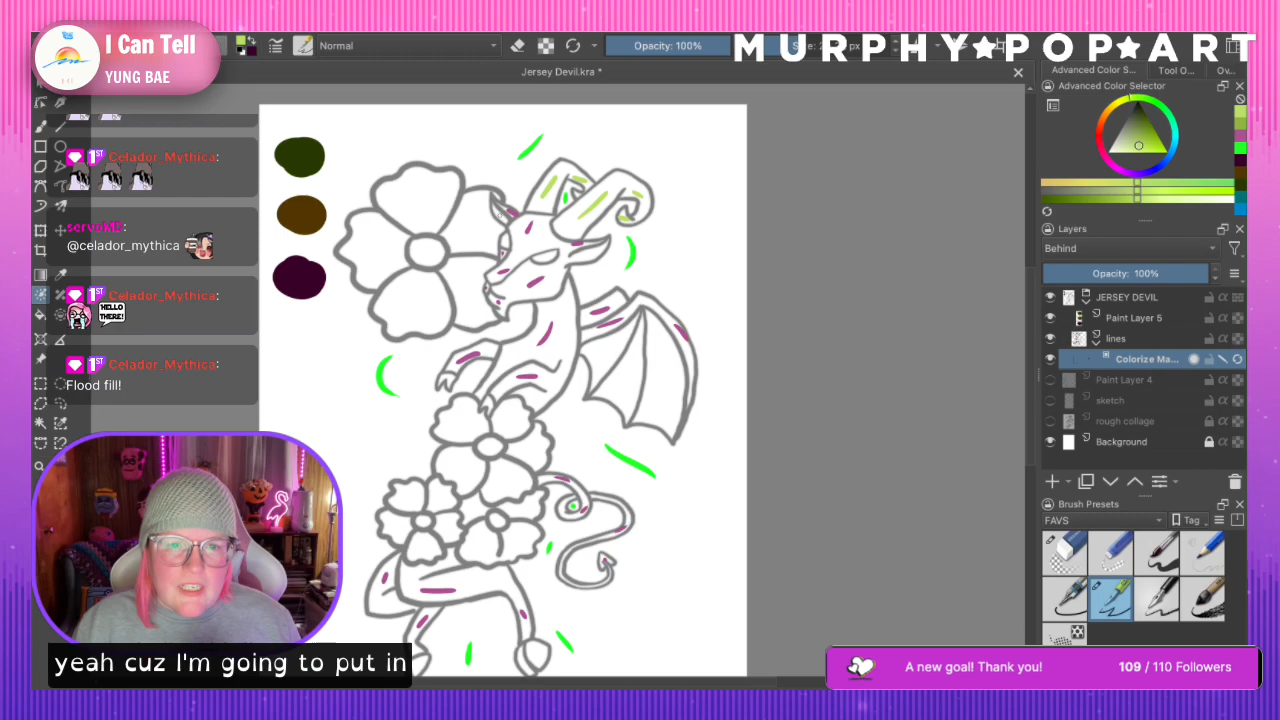 I Can Tell
YUNG BAE
Normal
Opacity: 100%
MURPHY★POP★ART
Jersey Devil.kra *
Advanced Color S...
Tool O...
Ov...
Advanced Color Selector
Celador_Mythica:
servoMD:
@celador_mythica
Celador_Mythica:
HELLO THERE!
Celador_Mythica:
Flood fill!
Layers
Behind
Opacity: 100%
JERSEY DEVIL
Paint Layer 5
lines
Colorize Ma...
Paint Layer 4
sketch
rough collage
Background
Brush Presets
FAVS
Tag
yeah cuz I'm going to put in
A new goal! Thank you!
109 / 110 Followers